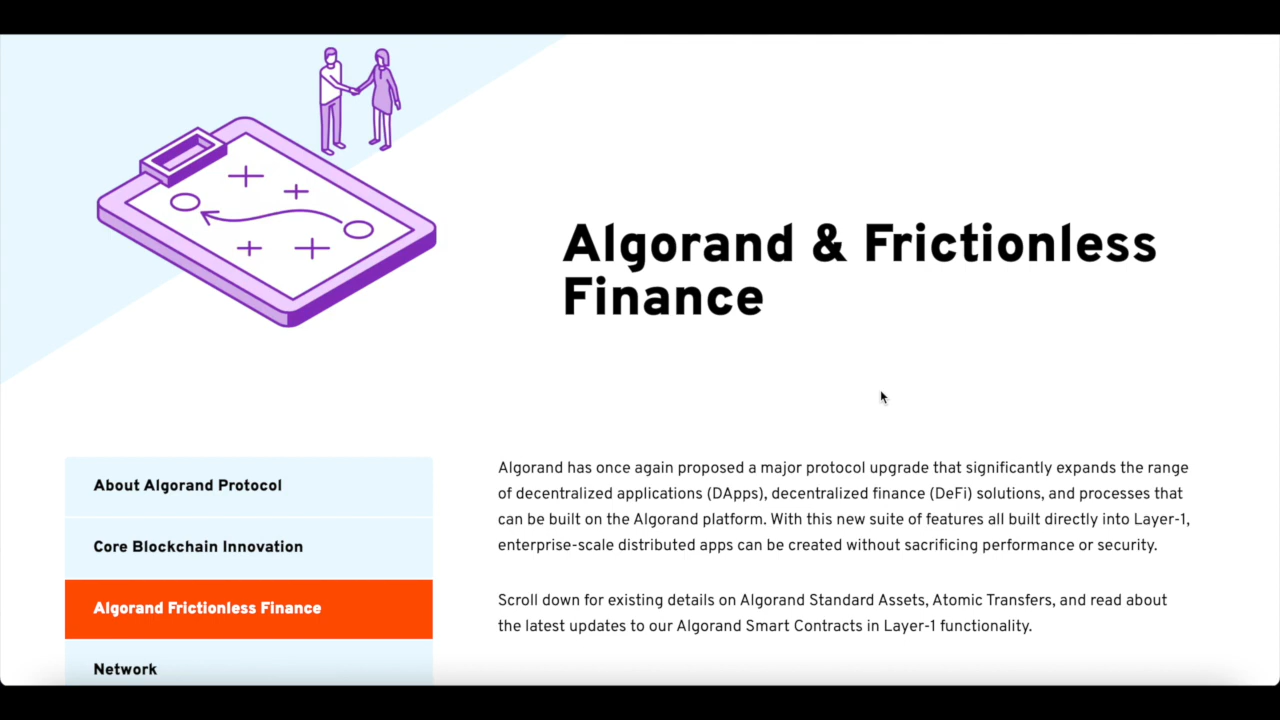 Algorand & Frictionless
Finance
About Algorand Protocol
Core Blockchain Innovation
Algorand Frictionless Finance
Network
Algorand has once again proposed a major protocol upgrade that significantly expands the range
of decentralized applications (DApps), decentralized finance (DeFi) solutions, and processes that
can be built on the Algorand platform. With this new suite of features all built directly into Layer-1,
enterprise-scale distributed apps can be created without sacrificing performance or security.
Scroll down for existing details on Algorand Standard Assets, Atomic Transfers, and read about
the latest updates to our Algorand Smart Contracts in Layer-1 functionality.